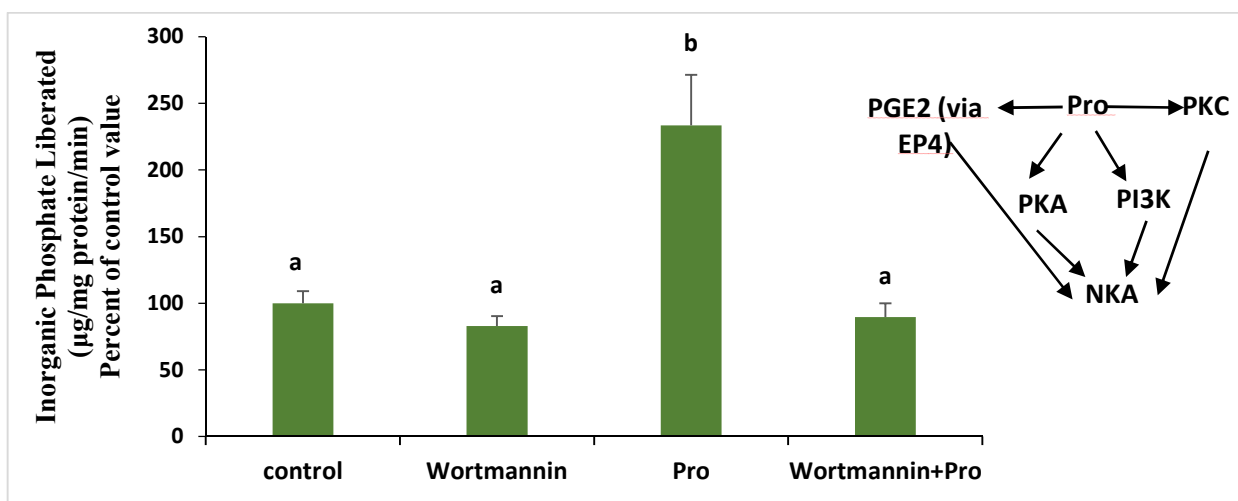 Inorganic Phosphate Liberated
(µg/mg protein/min)
Percent of control value
300
250
200
150
100
50
0
a
a
b
a
control
Wortmannin
Pro
Wortmannin+Pro
PGE2 (via
EP4)
Pro
PKC
PKA
PI3K
NKA